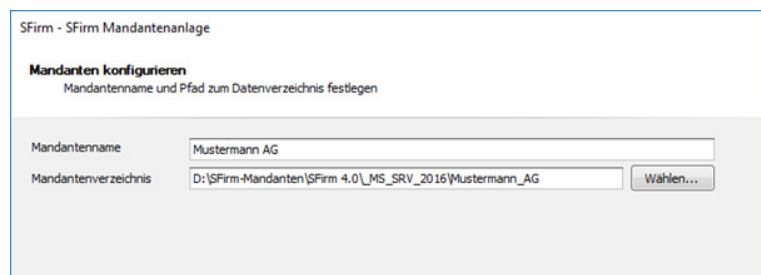 SFirm - SFirm Mandantenanlage
Mandanten konfigurieren
Mandantenname und Pfad zum Datenverzeichnis festlegen
Mandantenname Mustermann AG
Mandantenverzeichnis D:\SFirm-Mandanten\SFirm 4.0\_MS_SRV_2016\Mustermann_AG Wählen...